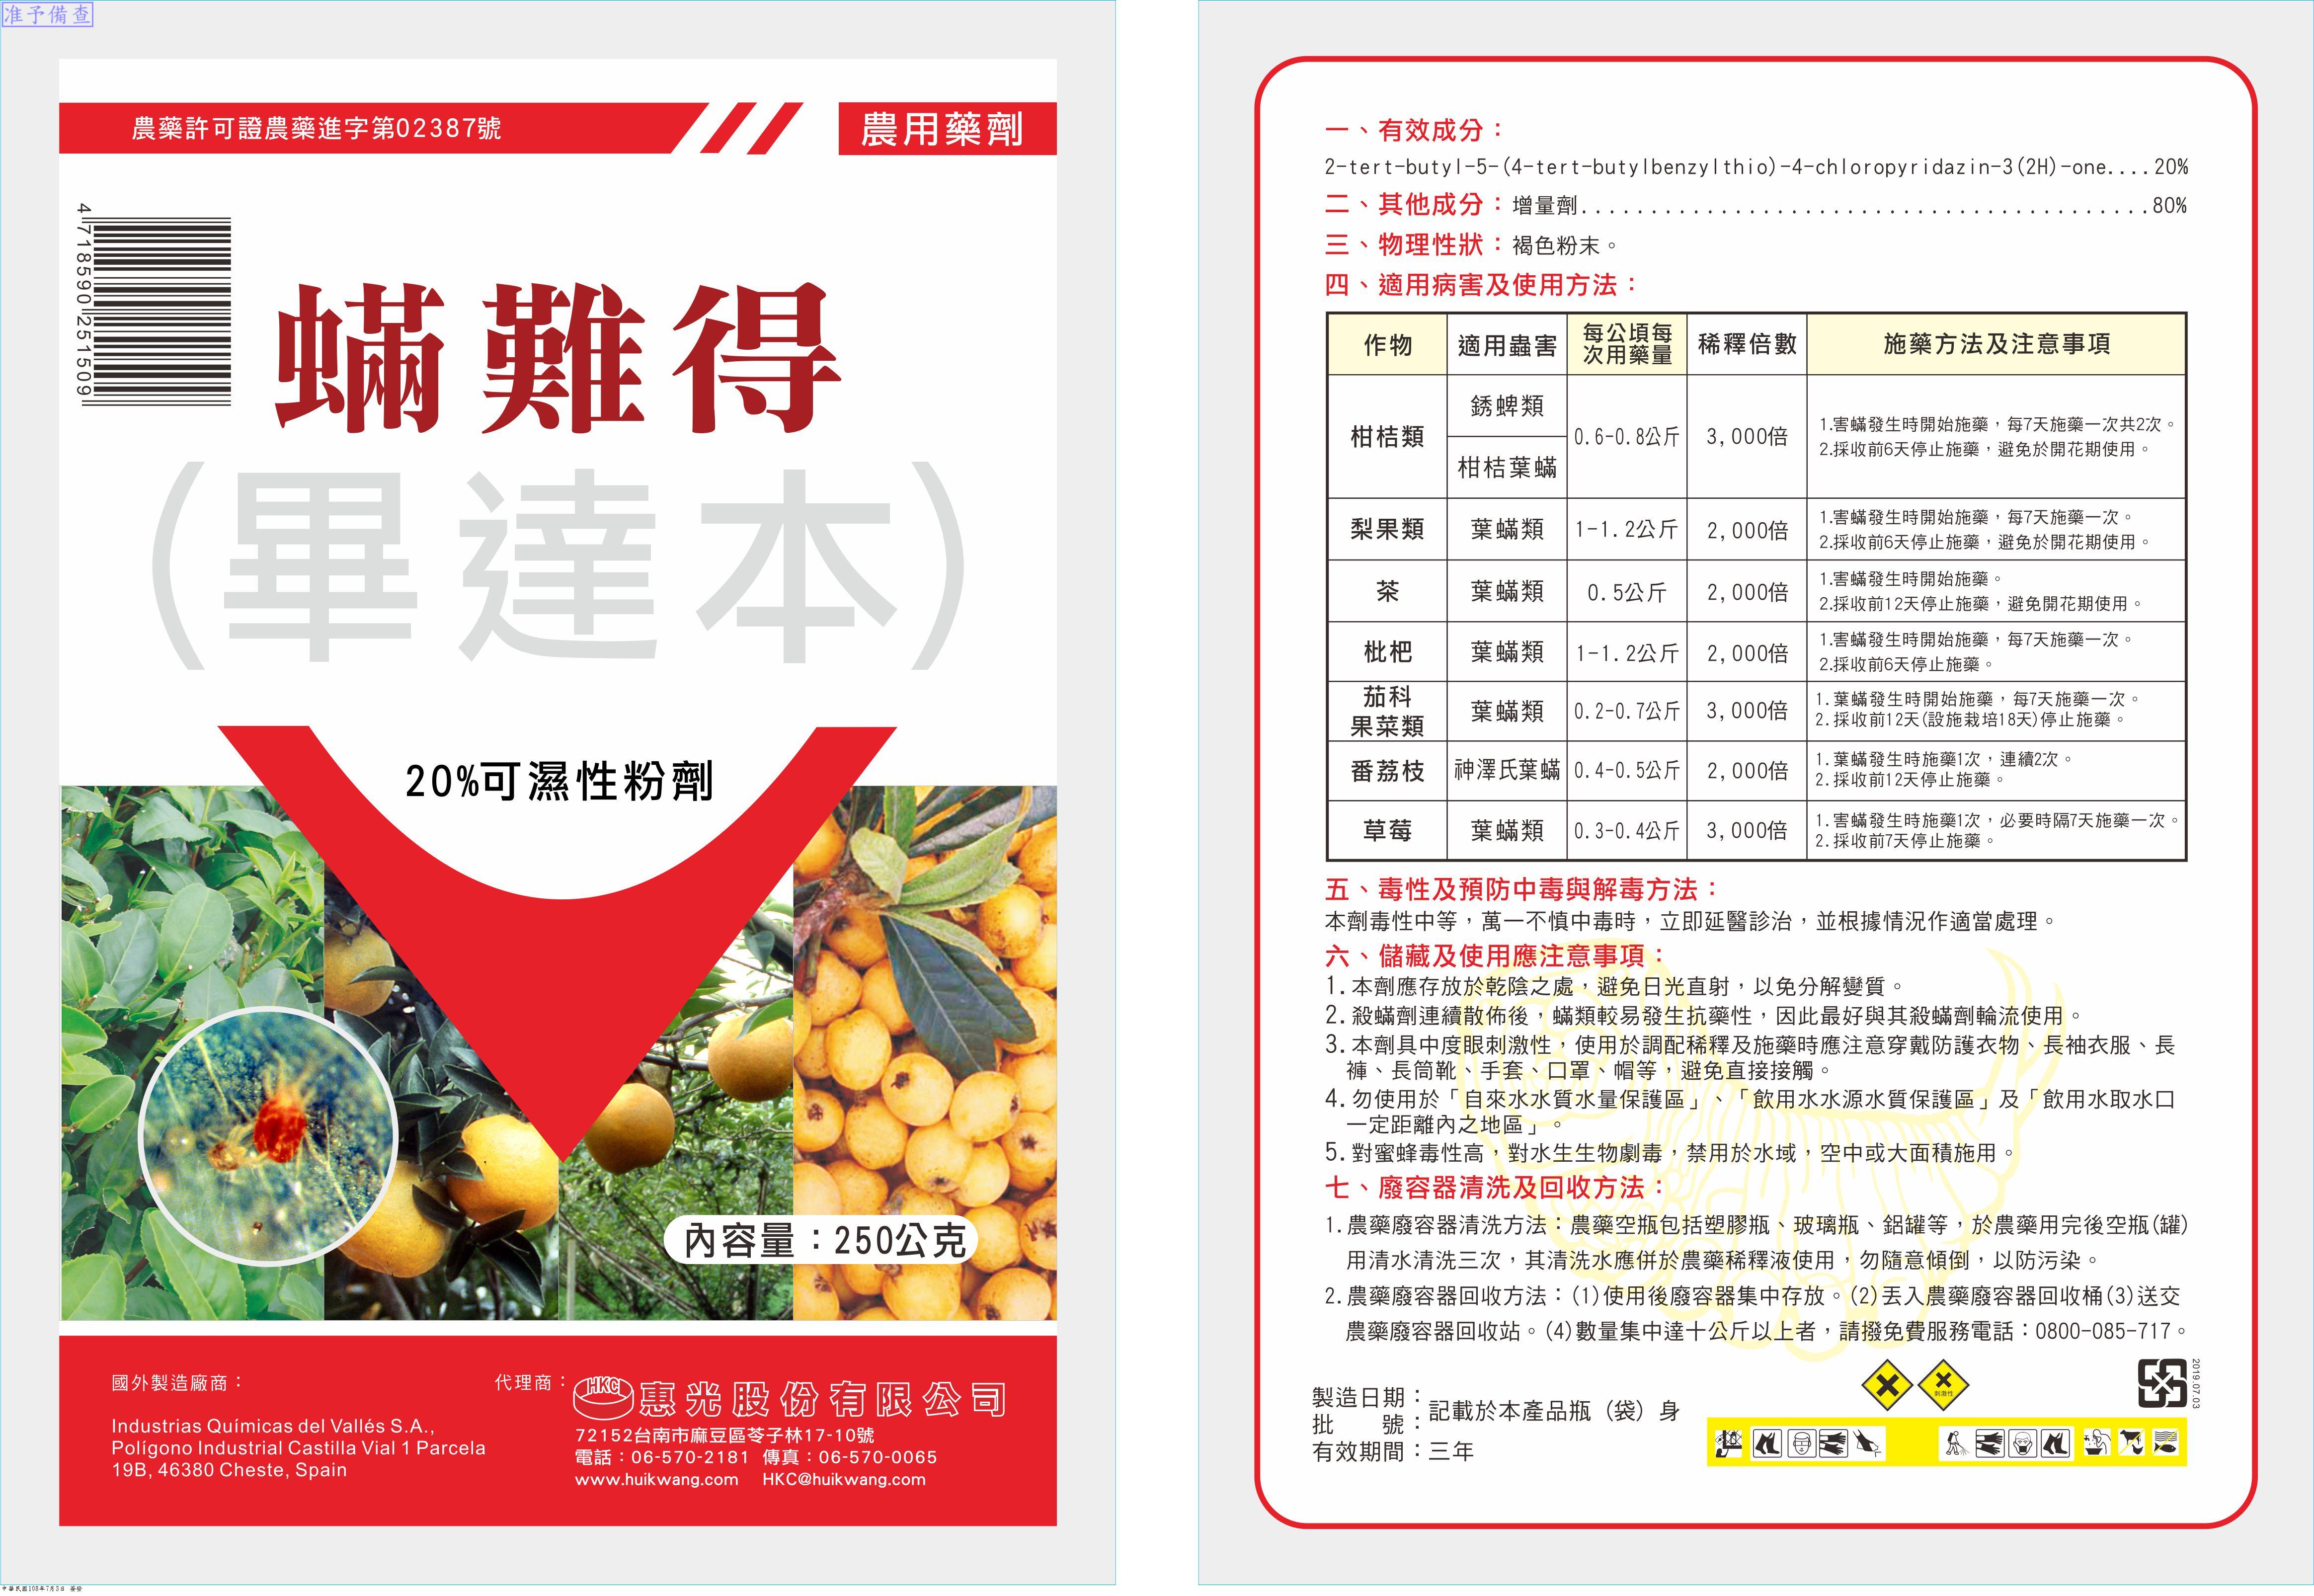 准予備查
農藥許可證農藥進字第02387號
農用藥劑
4 718590 251509
蟎難得
(畢達本)
20%可濕性粉劑
內容量：250公克
國外製造廠商：
Industrias Químicas del Vallés S.A.,
Polígono Industrial Castilla Vial 1 Parcela
19B, 46380 Cheste, Spain
代理商：
HKC 惠光股份有限公司
72152台南市麻豆區苓子林17-10號
電話：06-570-2181 傳真：06-570-0065
www.huikwang.com HKC@huikwang.com
中華民國108年7月3日
一、有效成分：
2-tert-butyl-5-(4-tert-butylbenzylthio)-4-chloropyridazin-3(2H)-one....20%
二、其他成分：增量劑........................................80%
三、物理性狀：褐色粉末。
四、適用病害及使用方法：
作物 適用蟲害 每公頃每次用藥量 稀釋倍數 施藥方法及注意事項
柑桔類 銹蜱類 0.6-0.8公斤 3,000倍 1.害蟎發生時開始施藥，每7天施藥一次共2次。
柑桔葉蟎 2.採收前6天停止施藥，避免於開花期使用。
梨果類 葉蟎類 1-1.2公斤 2,000倍 1.害蟎發生時開始施藥，每7天施藥一次。
2.採收前6天停止施藥，避免於開花期使用。
茶 葉蟎類 0.5公斤 2,000倍 1.害蟎發生時開始施藥。
2.採收前12天停止施藥，避免開花期使用。
枇杷 葉蟎類 1-1.2公斤 2,000倍 1.害蟎發生時開始施藥，每7天施藥一次。
2.採收前6天停止施藥。
茄科果菜類 葉蟎類 0.2-0.7公斤 3,000倍 1.葉蟎發生時開始施藥，每7天施藥一次。
2.採收前12天(設施栽培18天)停止施藥。
番荔枝 神澤氏葉蟎 0.4-0.5公斤 2,000倍 1.葉蟎發生時施藥1次，連續2次。
2.採收前12天停止施藥。
草莓 葉蟎類 0.3-0.4公斤 3,000倍 1.害蟎發生時施藥1次，必要時隔7天施藥一次。
2.採收前7天停止施藥。
五、毒性及預防中毒與解毒方法：
本劑毒性中等，萬一不慎中毒時，立即延醫診治，並根據情況作適當處理。
六、儲藏及使用應注意事項：
1.本劑應存放於乾陰之處，避免日光直射，以免分解變質。
2.殺蟎劑連續散佈後，蟎類較易發生抗藥性，因此最好與其殺蟎劑輪流使用。
3.本劑具中度眼刺激性，使用於調配稀釋及施藥時應注意穿戴防護衣物、長袖衣服、長
褲、長筒靴、手套、口罩、帽等，避免直接接觸。
4.勿使用於「自來水水質水量保護區」、「飲用水水源水質保護區」及「飲用水取水口
一定距離內之地區」。
5.對蜜蜂毒性高，對水生生物劇毒，禁用於水域，空中或大面積施用。
七、廢容器清洗及回收方法：
1.農藥廢容器清洗方法：農藥空瓶包括塑膠瓶、玻璃瓶、鋁罐等，於農藥用完後空瓶(罐)
用清水清洗三次，其清洗水應併於農藥稀釋液使用，勿隨意傾倒，以防污染。
2.農藥廢容器回收方法：(1)使用後廢容器集中存放。(2)丟入農藥廢容器回收桶(3)送交
農藥廢容器回收站。(4)數量集中達十公斤以上者，請撥免費服務電話：0800-085-717。
製造日期：
批　　號：記載於本產品瓶（袋）身
有效期間：三年
刺激性
2019.07.03